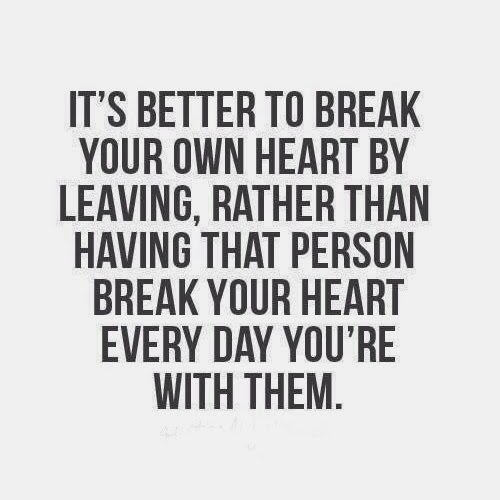 IT'S BETTER TO BREAK
YOUR OWN HEART BY
LEAVING, RATHER THAN
HAVING THAT PERSON
BREAK YOUR HEART
EVERY DAY YOU'RE
WITH THEM.